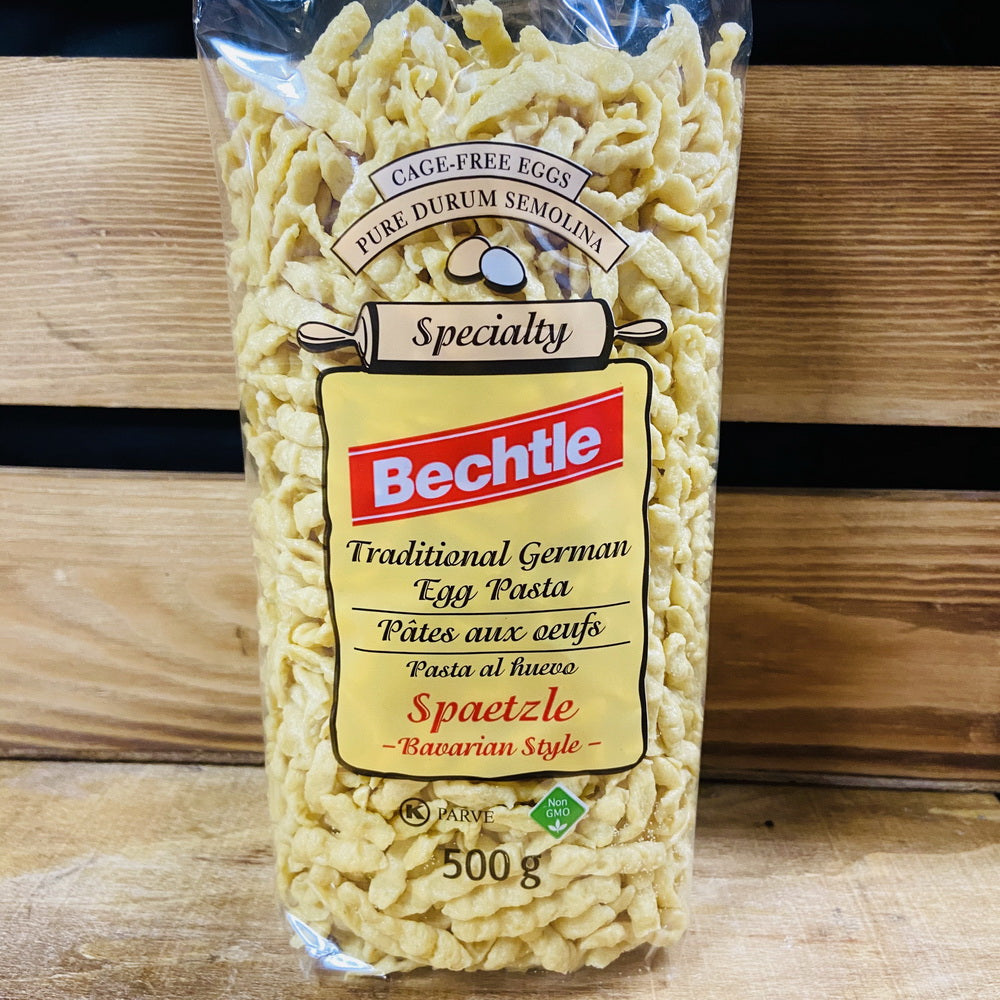 CAGE-FREE EGGS
PURE DURUM SEMOLINA
Specialty
Bechtle
Traditional German
Egg Pasta
Pâtes aux oeufs
Pasta al huevo
Spaetzle
–Bavarian Style–
K PARVE
Non
GMO
500 g